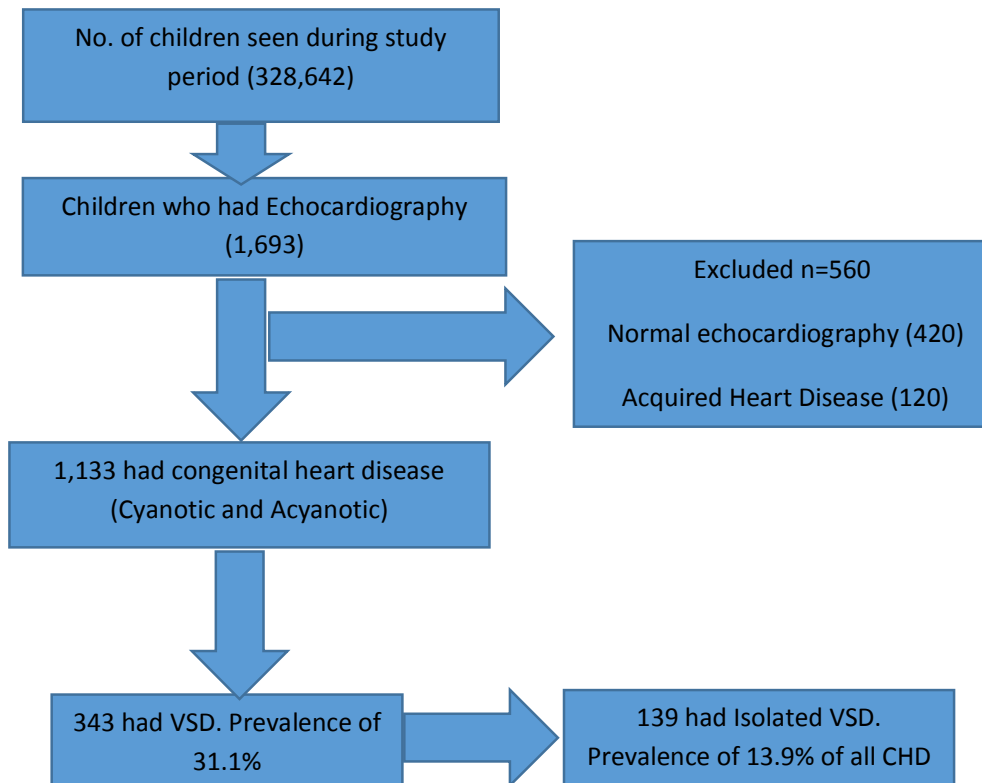 No. of children seen during study
period (328,642)
Children who had Echocardiography
(1,693)
Excluded n=560
Normal echocardiography (420)
Acquired Heart Disease (120)
1,133 had congenital heart disease
(Cyanotic and Acyanotic)
343 had VSD. Prevalence of
31.1%
139 had Isolated VSD.
Prevalence of 13.9% of all CHD